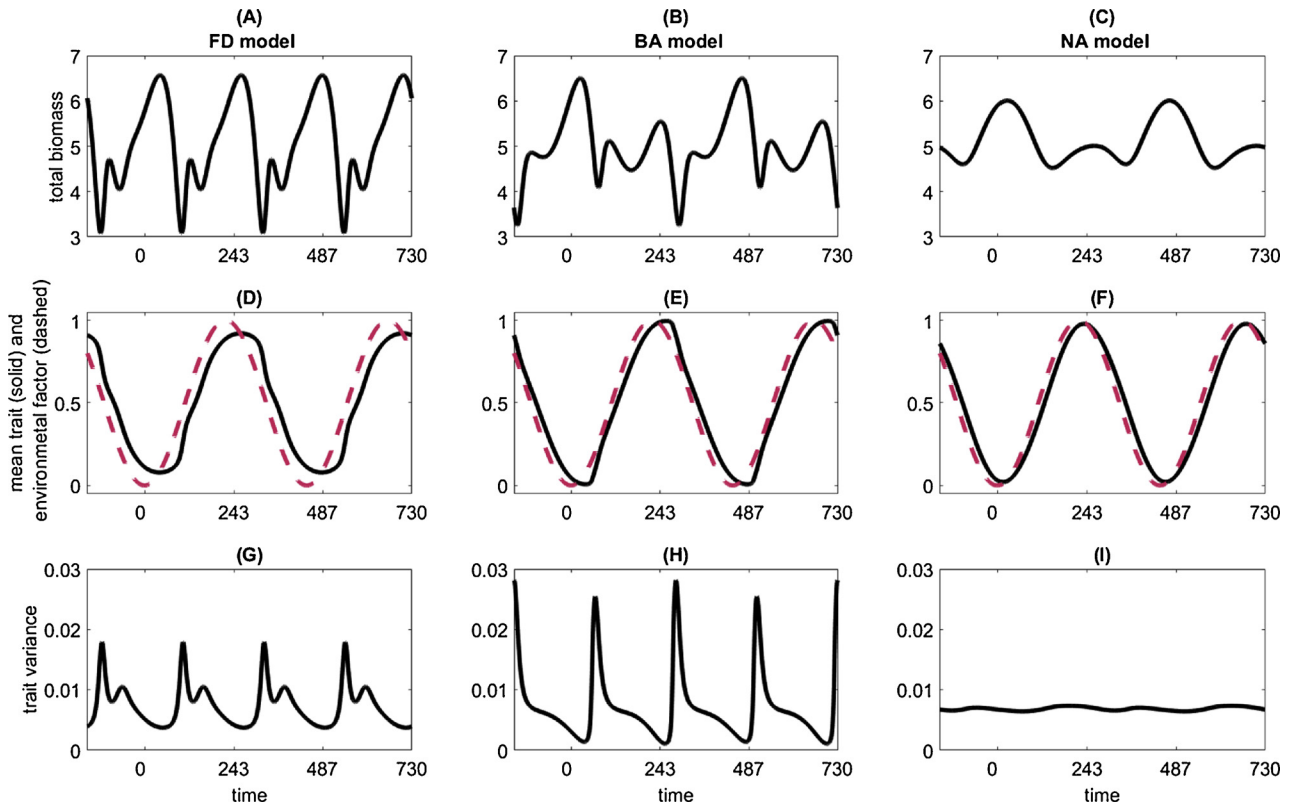 (A)
FD model
(B)
BA model
(C)
NA model
total biomass
7
6
5
4
3
0 243 487 730
7
6
5
4
3
0 243 487 730
7
6
5
4
3
0 243 487 730
mean trait (solid) and
environmetal factor (dashed)
(D)
1
0.5
0
0 243 487 730
(E)
1
0.5
0
0 243 487 730
(F)
1
0.5
0
0 243 487 730
trait variance
(G)
0.03
0.02
0.01
0
0 243 487 730
time
(H)
0.03
0.02
0.01
0
0 243 487 730
time
(I)
0.03
0.02
0.01
0
0 243 487 730
time